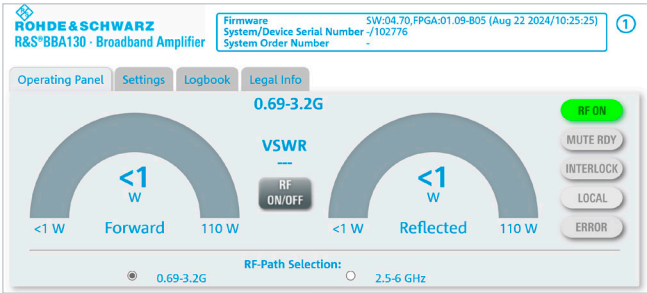 ROHDE & SCHWARZ
R&S®BBA130 - Broadband Amplifier
Firmware SW:04.70,FPGA:01.09-B05 (Aug 22 2024/10:25:25)
System/Device Serial Number -/102776
System Order Number -
1
Operating Panel Settings Logbook Legal Info
0.69-3.2G
RF ON
VSWR
---
MUTE RDY
INTERLOCK
<1
W
RF
ON/OFF
<1
W
LOCAL
<1 W Forward 110 W <1 W Reflected 110 W
ERROR
RF-Path Selection:
0.69-3.2G 2.5-6 GHz